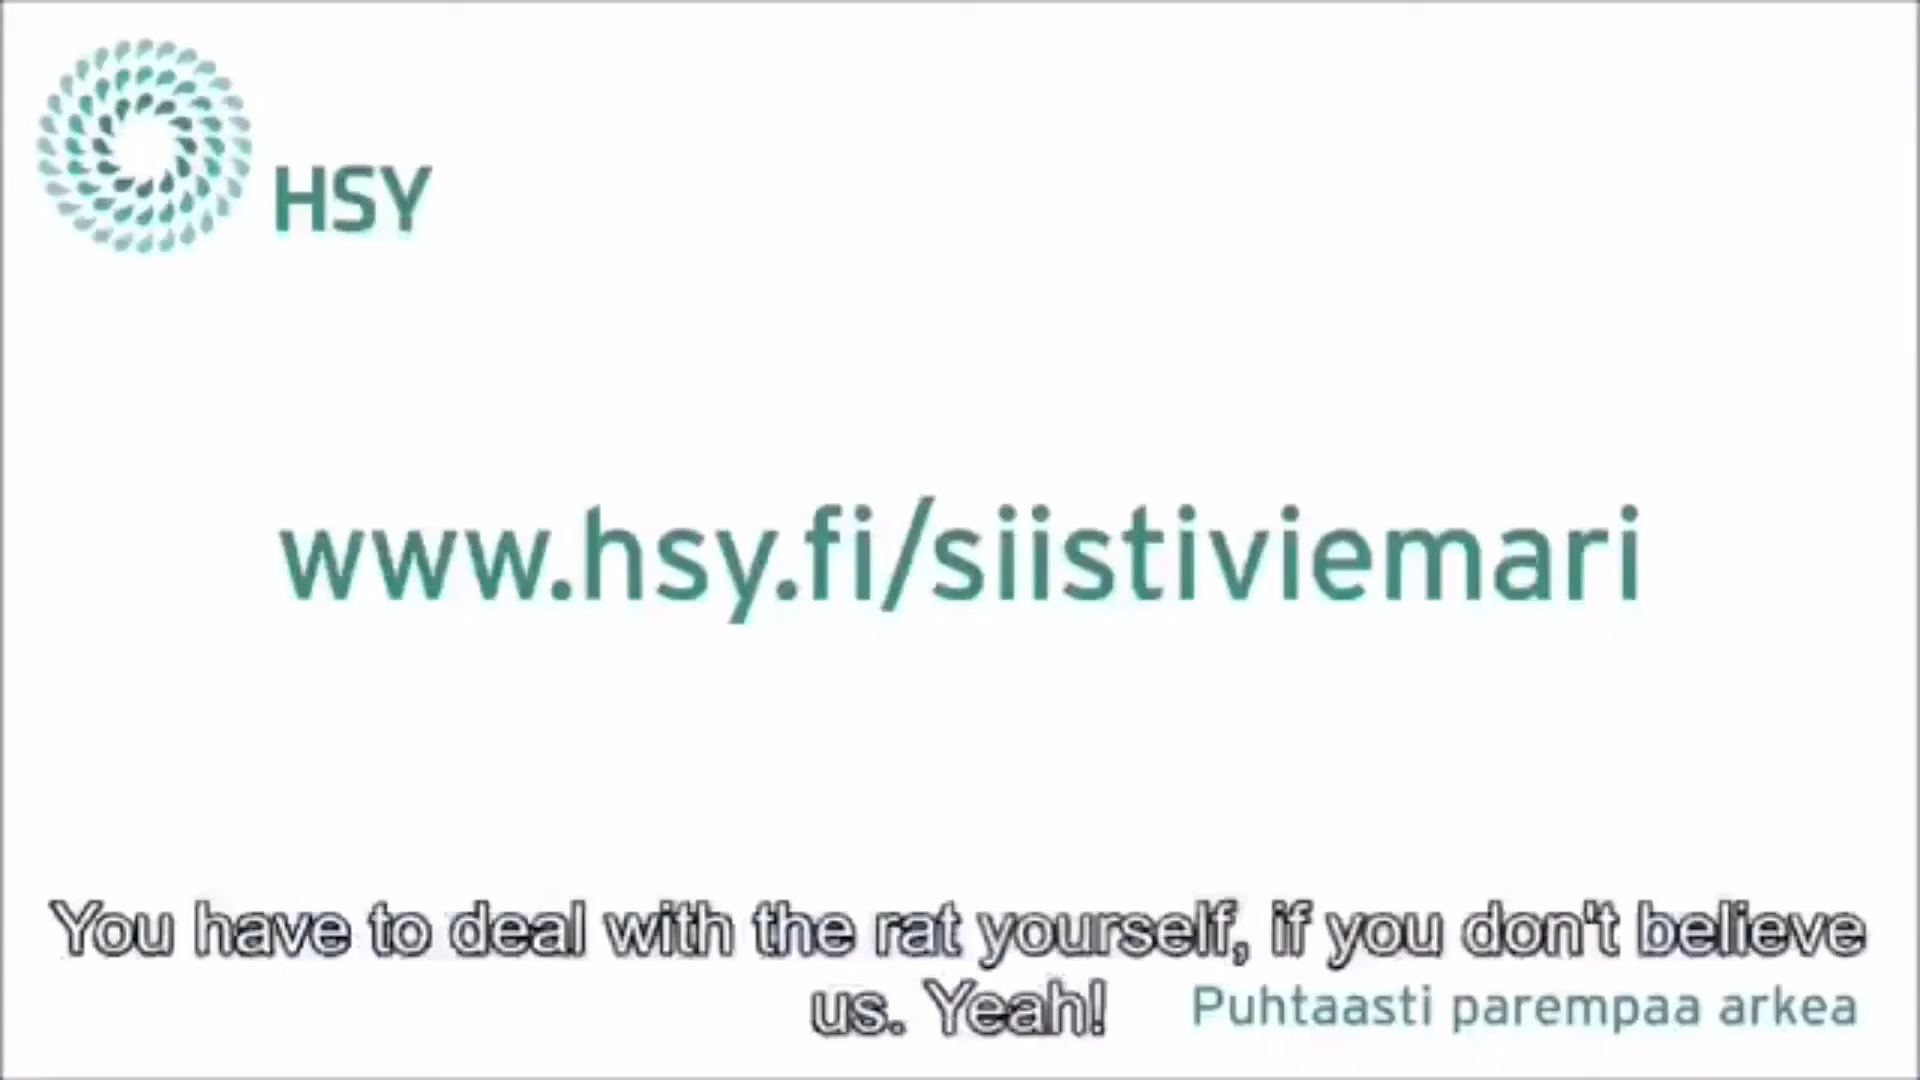 HSY
www.hsy.fi/siistiviemari
You have to deal with the rat yourself, if you don't believe
us. Yeah!
Puhtaasti parempaa arkea